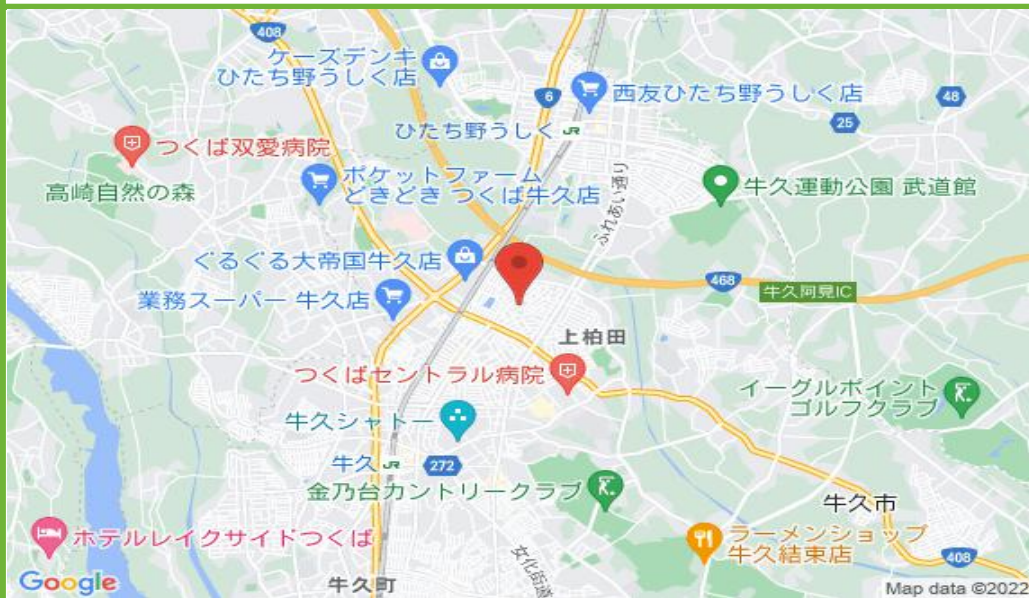 408
ケーズデンキ
ひたち野うしく店
6
西友ひたち野うしく店
48
25
ひたち野うしく JR
つくば双愛病院
高崎自然の森
ポケットファーム
どきどき つくば牛久店
ふれあい通り
牛久運動公園 武道館
ぐるぐる大帝国牛久店
468
牛久阿見IC
業務スーパー 牛久店
上柏田
つくばセントラル病院
イーグルポイント
ゴルフクラブ
牛久シャトー
牛久 JR
272
金乃台カントリークラブ
牛久市
ホテルレイクサイドつくば
女化街道
ラーメンショップ
牛久結束店
408
Google
牛久町
Map data ©2022